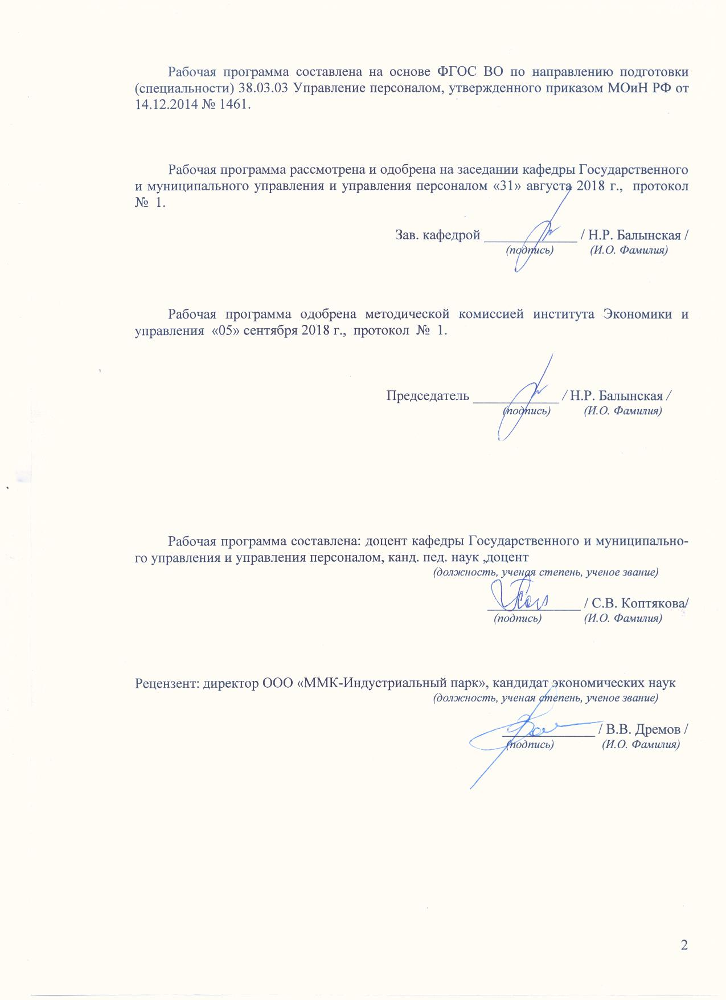 Рабочая программа составлена на основе ФГОС ВО по направлению подготовки
(специальности) 38.03.03 Управление персоналом, утвержденного приказом МОиН РФ от
14.12.2014 № 1461.
Рабочая программа рассмотрена и одобрена на заседании кафедры Государственного
и муниципального управления и управления персоналом «31» августа 2018 г., протокол
№ 1.
Зав. кафедрой _____________ / Н.Р. Балынская /
(подпись) (И.О. Фамилия)
Рабочая программа одобрена методической комиссией института Экономики и
управления «05» сентября 2018 г., протокол № 1.
Председатель ____________ / Н.Р. Балынская /
(подпись) (И.О. Фамилия)
Рабочая программа составлена: доцент кафедры Государственного и муниципально-
го управления и управления персоналом, канд. пед. наук ,доцент
(должность, ученая степень, ученое звание)
_____________ / С.В. Коптякова/
(подпись) (И.О. Фамилия)
Рецензент: директор ООО «ММК-Индустриальный парк», кандидат экономических наук
(должность, ученая степень, ученое звание)
_____________ / В.В. Дремов /
(подпись) (И.О. Фамилия)
2